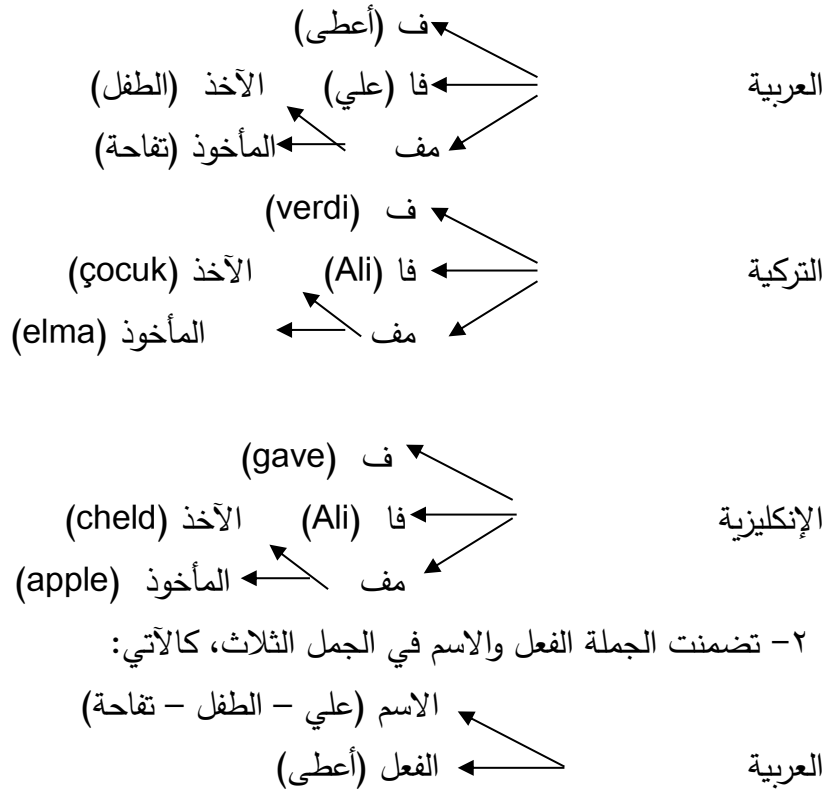 ف (أعطى)
العربية فا (علي) الآخذ (الطفل)
مف المأخوذ (تفاحة)
ف (verdi)
التركية فا (Ali) الآخذ (çocuk)
مف المأخوذ (elma)
ف (gave)
الإنكليزية فا (Ali) الآخذ (cheld)
مف المأخوذ (apple)
٢- تضمنت الجملة الفعل والاسم في الجمل الثلاث، كالآتي:
الاسم (علي – الطفل – تفاحة)
العربية الفعل (أعطى)